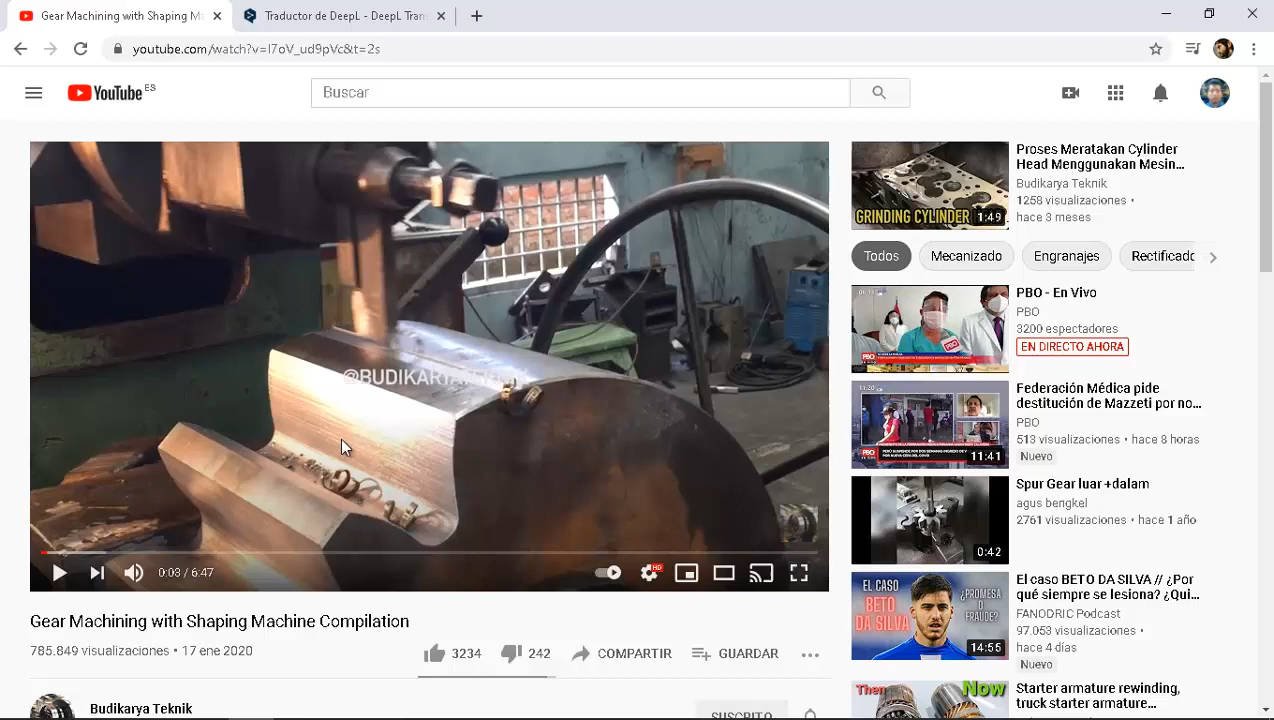 Gear Machining with Shaping Ma
Traductor de DeepL - DeepL Tran
youtube.com/watch?v=I7oV_ud9pVc&t=2s
YouTube ES
Buscar
@BUDIKARYA
0:03 / 6:47
HD
Gear Machining with Shaping Machine Compilation
785.849 visualizaciones • 17 ene 2020
3234
242
COMPARTIR
GUARDAR
Budikarya Teknik
SUSCRITO
GRINDING CYLINDER
1:49
Proses Meratakan Cylinder
Head Menggunakan Mesin...
Budikarya Teknik
1258 visualizaciones •
hace 3 meses
Todos
Mecanizado
Engranajes
Rectificado
PBO
PBO - En Vivo
PBO
3200 espectadores
EN DIRECTO AHORA
PBO
11:41
Federación Médica pide
destitución de Mazzeti por no...
PBO
513 visualizaciones • hace 8 horas
Nuevo
0:42
Spur Gear luar +dalam
agus bengkel
2761 visualizaciones • hace 1 año
EL CASO
BETO
DA SILVA
¿PROMESA
O
FRAUDE?
14:55
El caso BETO DA SILVA // ¿Por
qué siempre se lesiona? ¿Qui...
FANODRIC Podcast
97.053 visualizaciones •
hace 4 días
Nuevo
Then
Now
Starter armature rewinding,
truck starter armature...